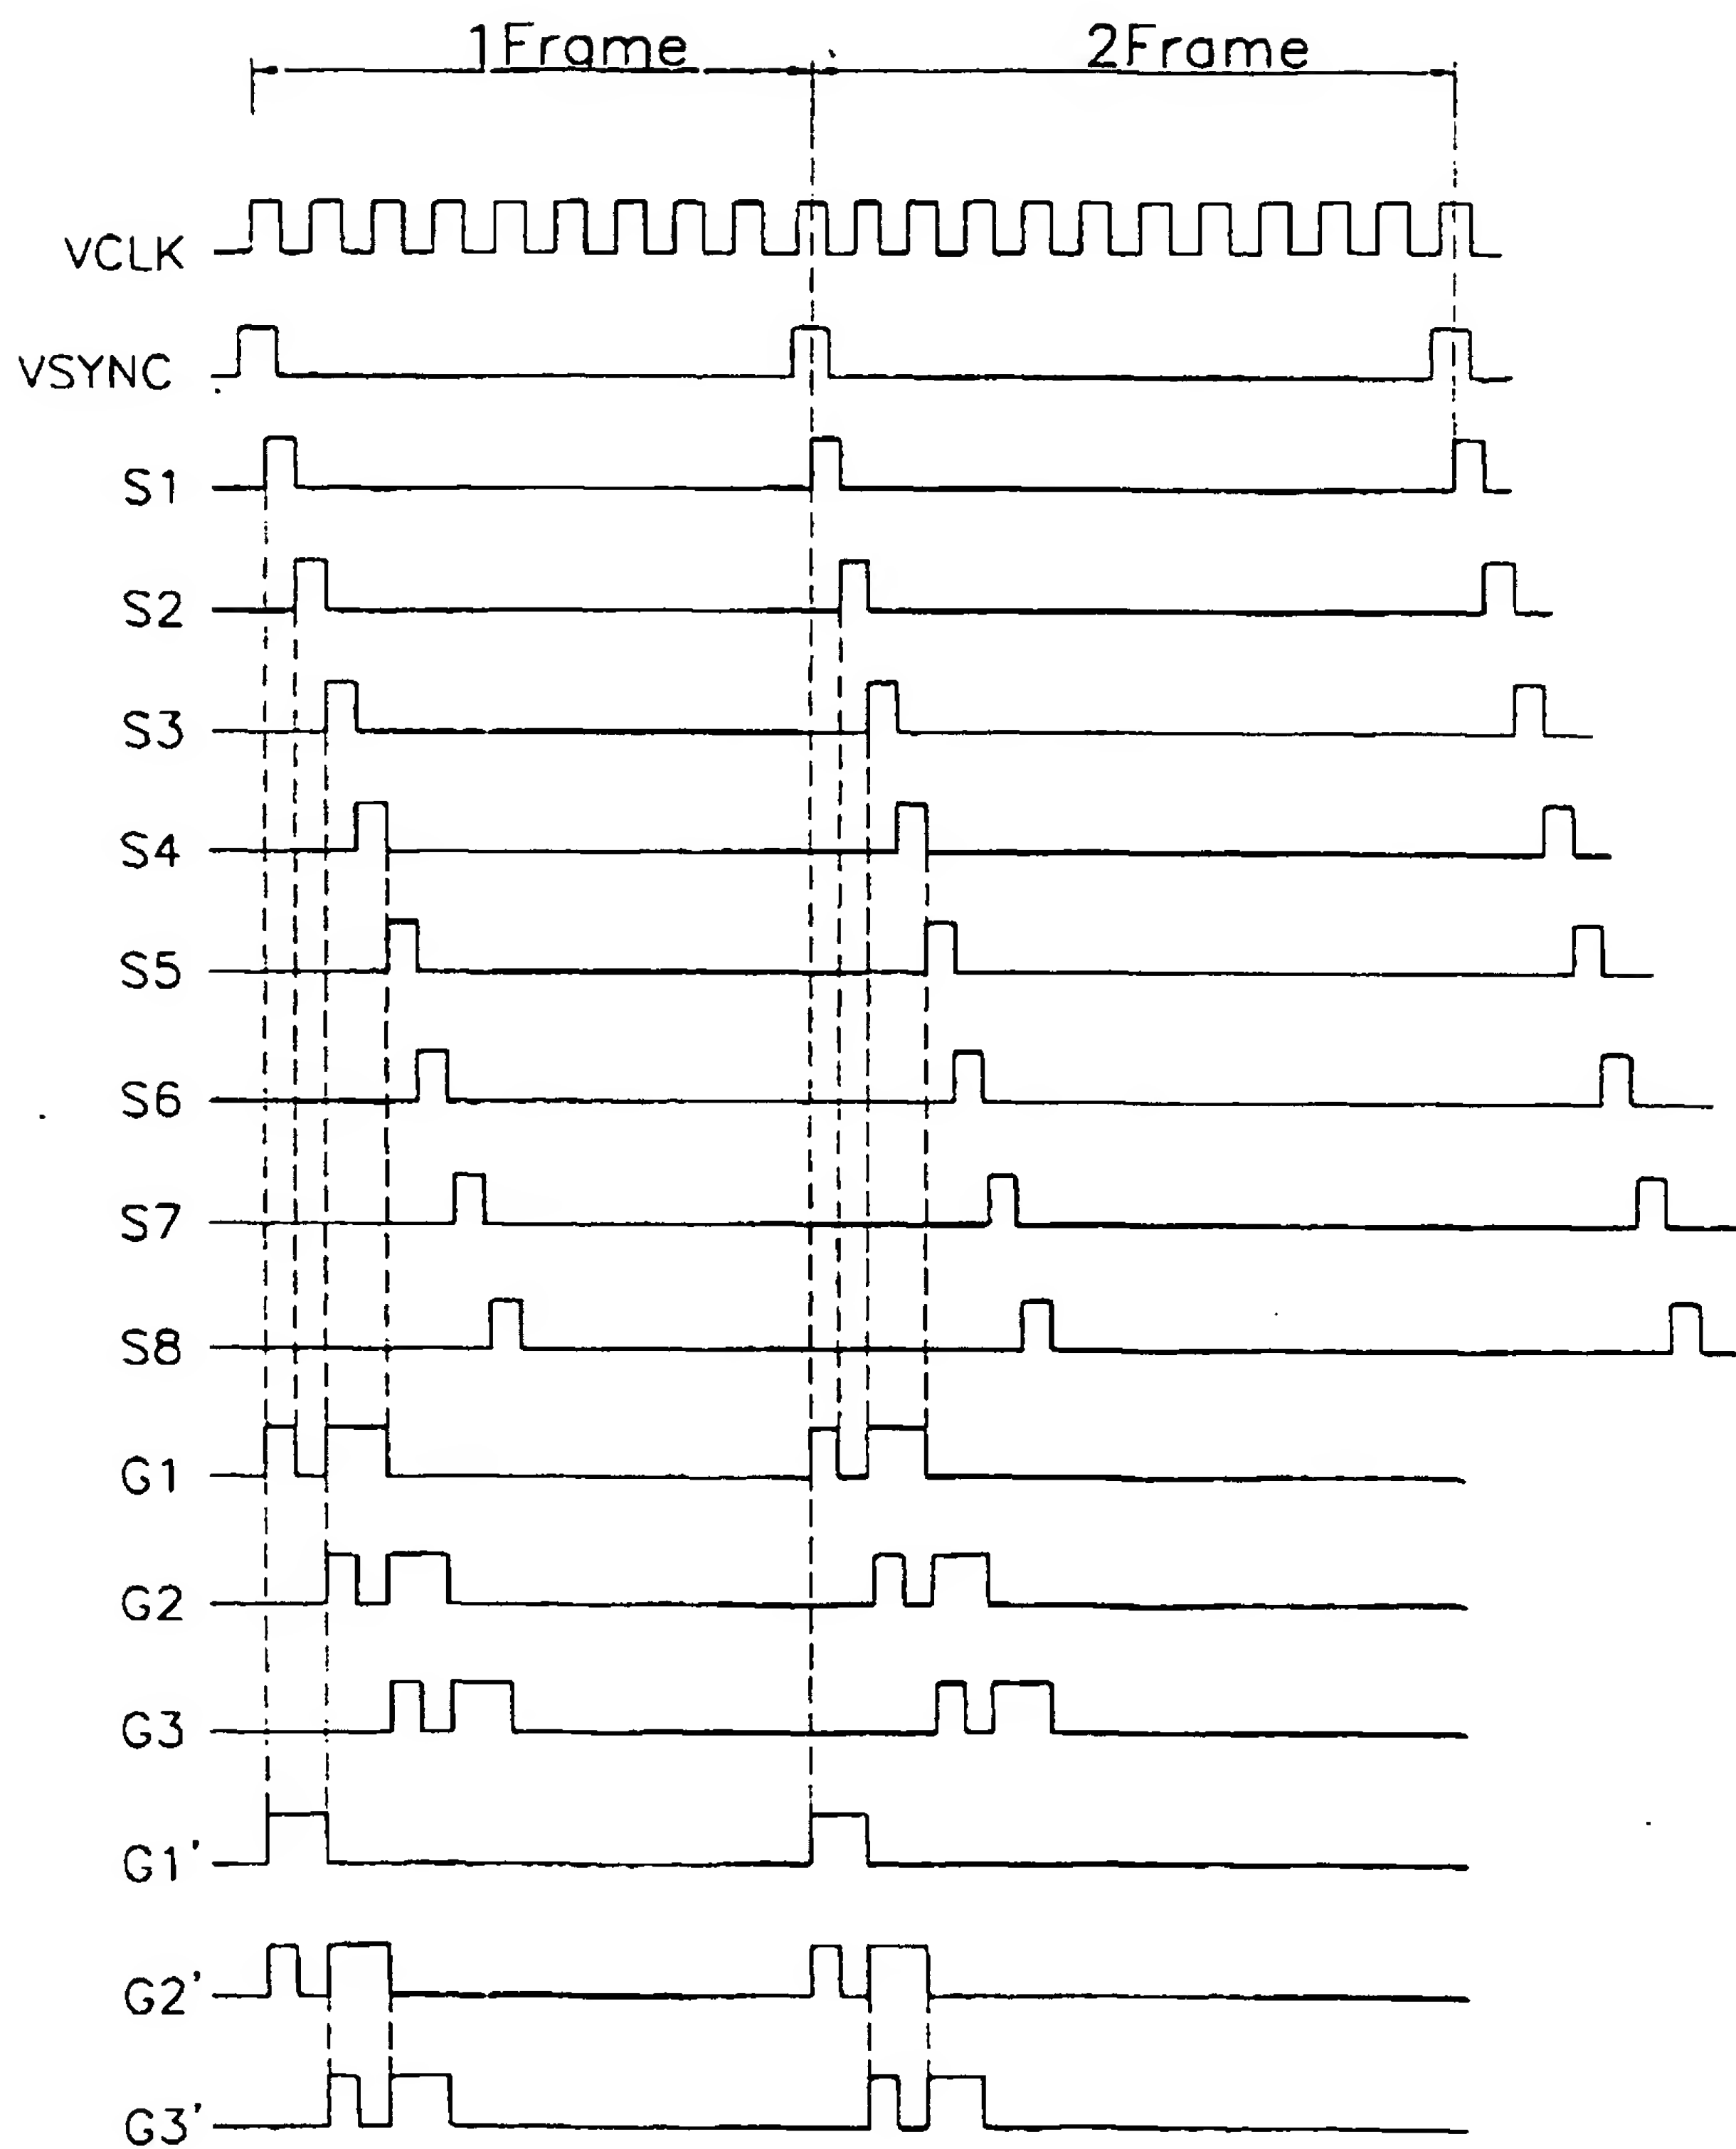 1Frame 2Frame
VCLK
VSYNC
S1
S2
S3
S4
S5
S6
S7
S8
G1
G2
G3
G1'
G2'
G3'